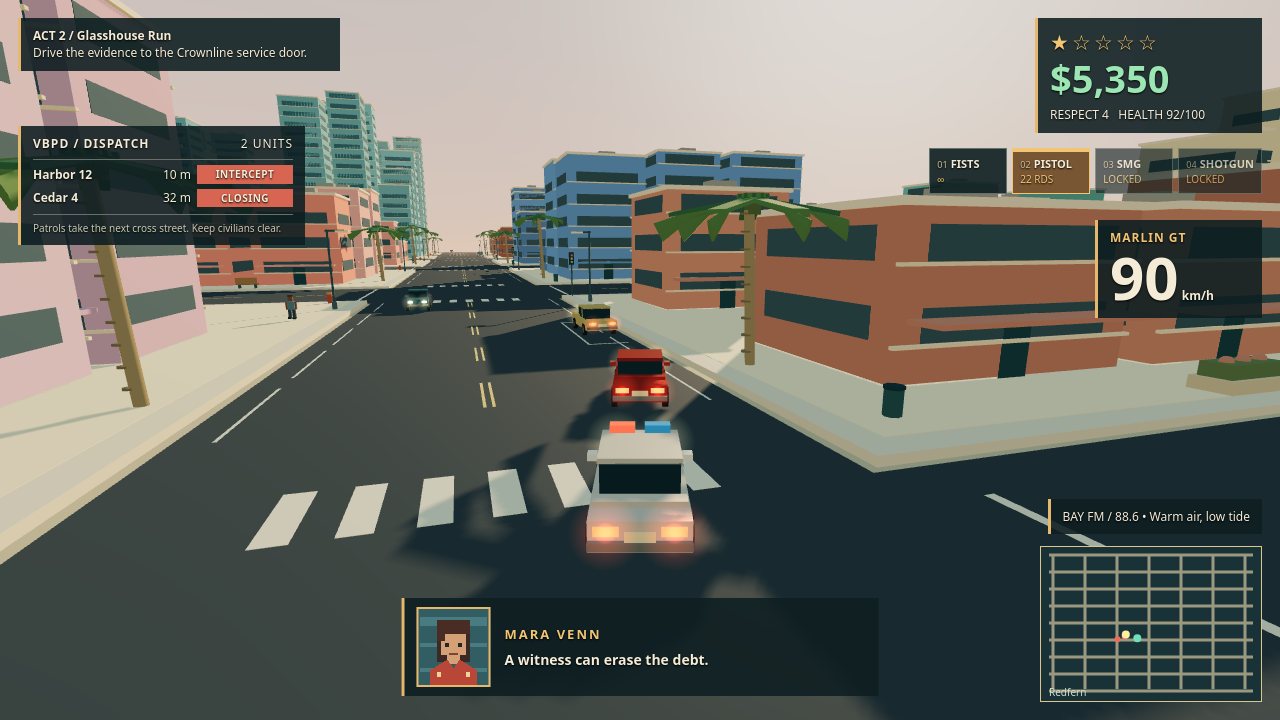 ACT 2 / Glasshouse Run
Drive the evidence to the Crownline service door.
VBPD / DISPATCH 2 UNITS
Harbor 12 10 m INTERCEPT
Cedar 4 32 m CLOSING
Patrols take the next cross street. Keep civilians clear.
★☆☆☆☆
$5,350
RESPECT 4 HEALTH 92/100
01 FISTS
∞
02 PISTOL
22 RDS
03 SMG
LOCKED
04 SHOTGUN
LOCKED
MARLIN GT
90 km/h
BAY FM / 88.6 • Warm air, low tide
Redfern
MARA VENN
A witness can erase the debt.